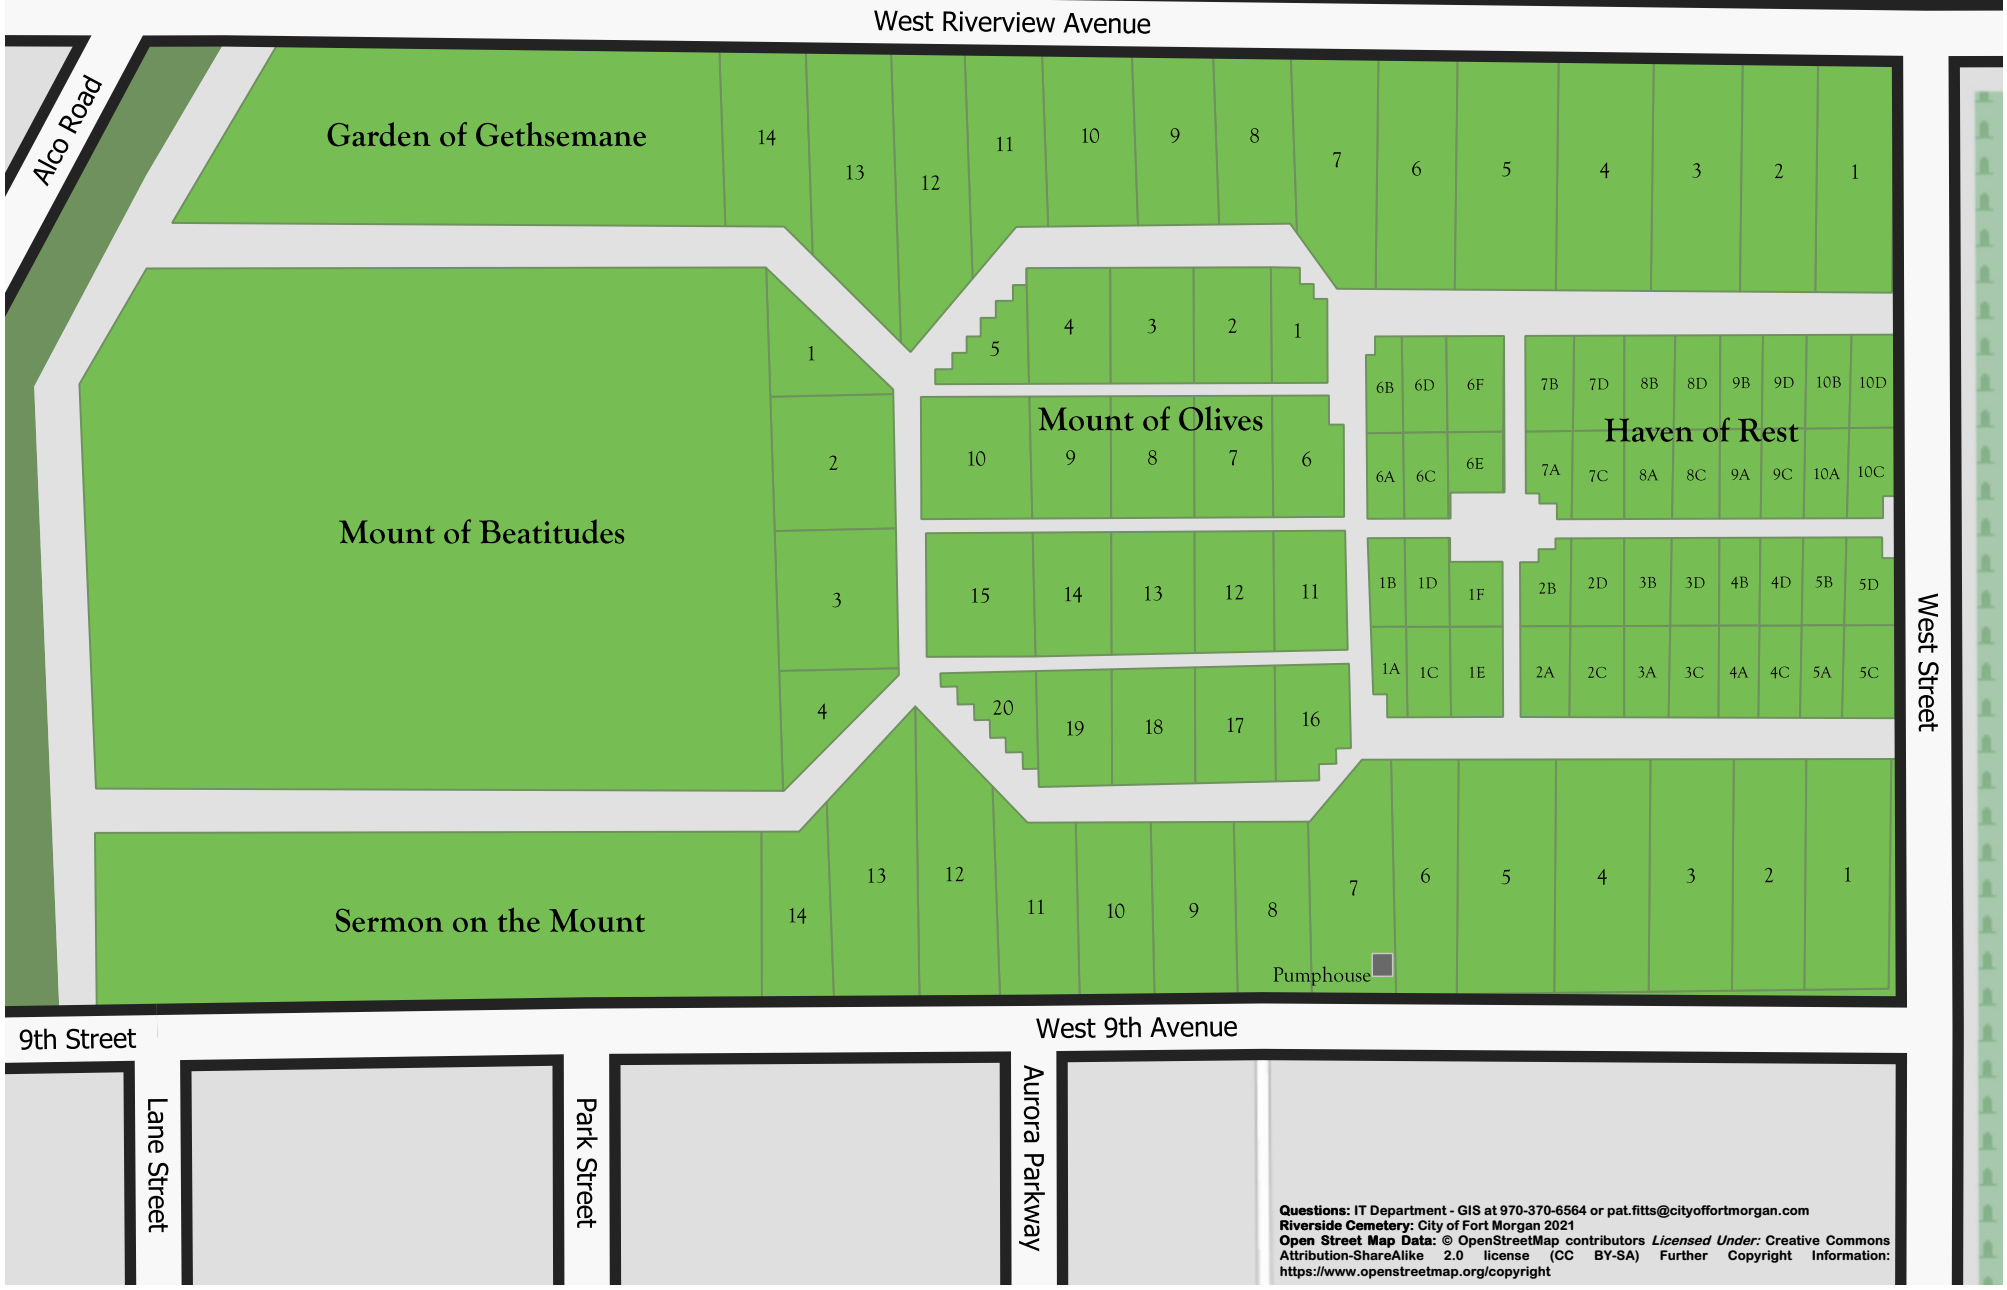 West Riverview Avenue
Alco Road
Garden of Gethsemane
14
13
12
11
10
9
8
7
6
5
4
3
2
1
Mount of Beatitudes
1
2
3
4
5
4
3
2
1
Mount of Olives
10
9
8
7
6
15
14
13
12
11
20
19
18
17
16
6B
6D
6F
7B
7D
8B
8D
9B
9D
10B
10D
Haven of Rest
6A
6C
6E
7A
7C
8A
8C
9A
9C
10A
10C
1B
1D
1F
2B
2D
3B
3D
4B
4D
5B
5D
1A
1C
1E
2A
2C
3A
3C
4A
4C
5A
5C
West Street
Sermon on the Mount
14
13
12
11
10
9
8
7
6
5
4
3
2
1
Pumphouse
9th Street
West 9th Avenue
Lane Street
Park Street
Aurora Parkway
Questions: IT Department - GIS at 970-370-6564 or pat.fitts@cityoffortmorgan.com
Riverside Cemetery: City of Fort Morgan 2021
Open Street Map Data: © OpenStreetMap contributors Licensed Under: Creative Commons
Attribution-ShareAlike 2.0 license (CC BY-SA) Further Copyright Information:
https://www.openstreetmap.org/copyright